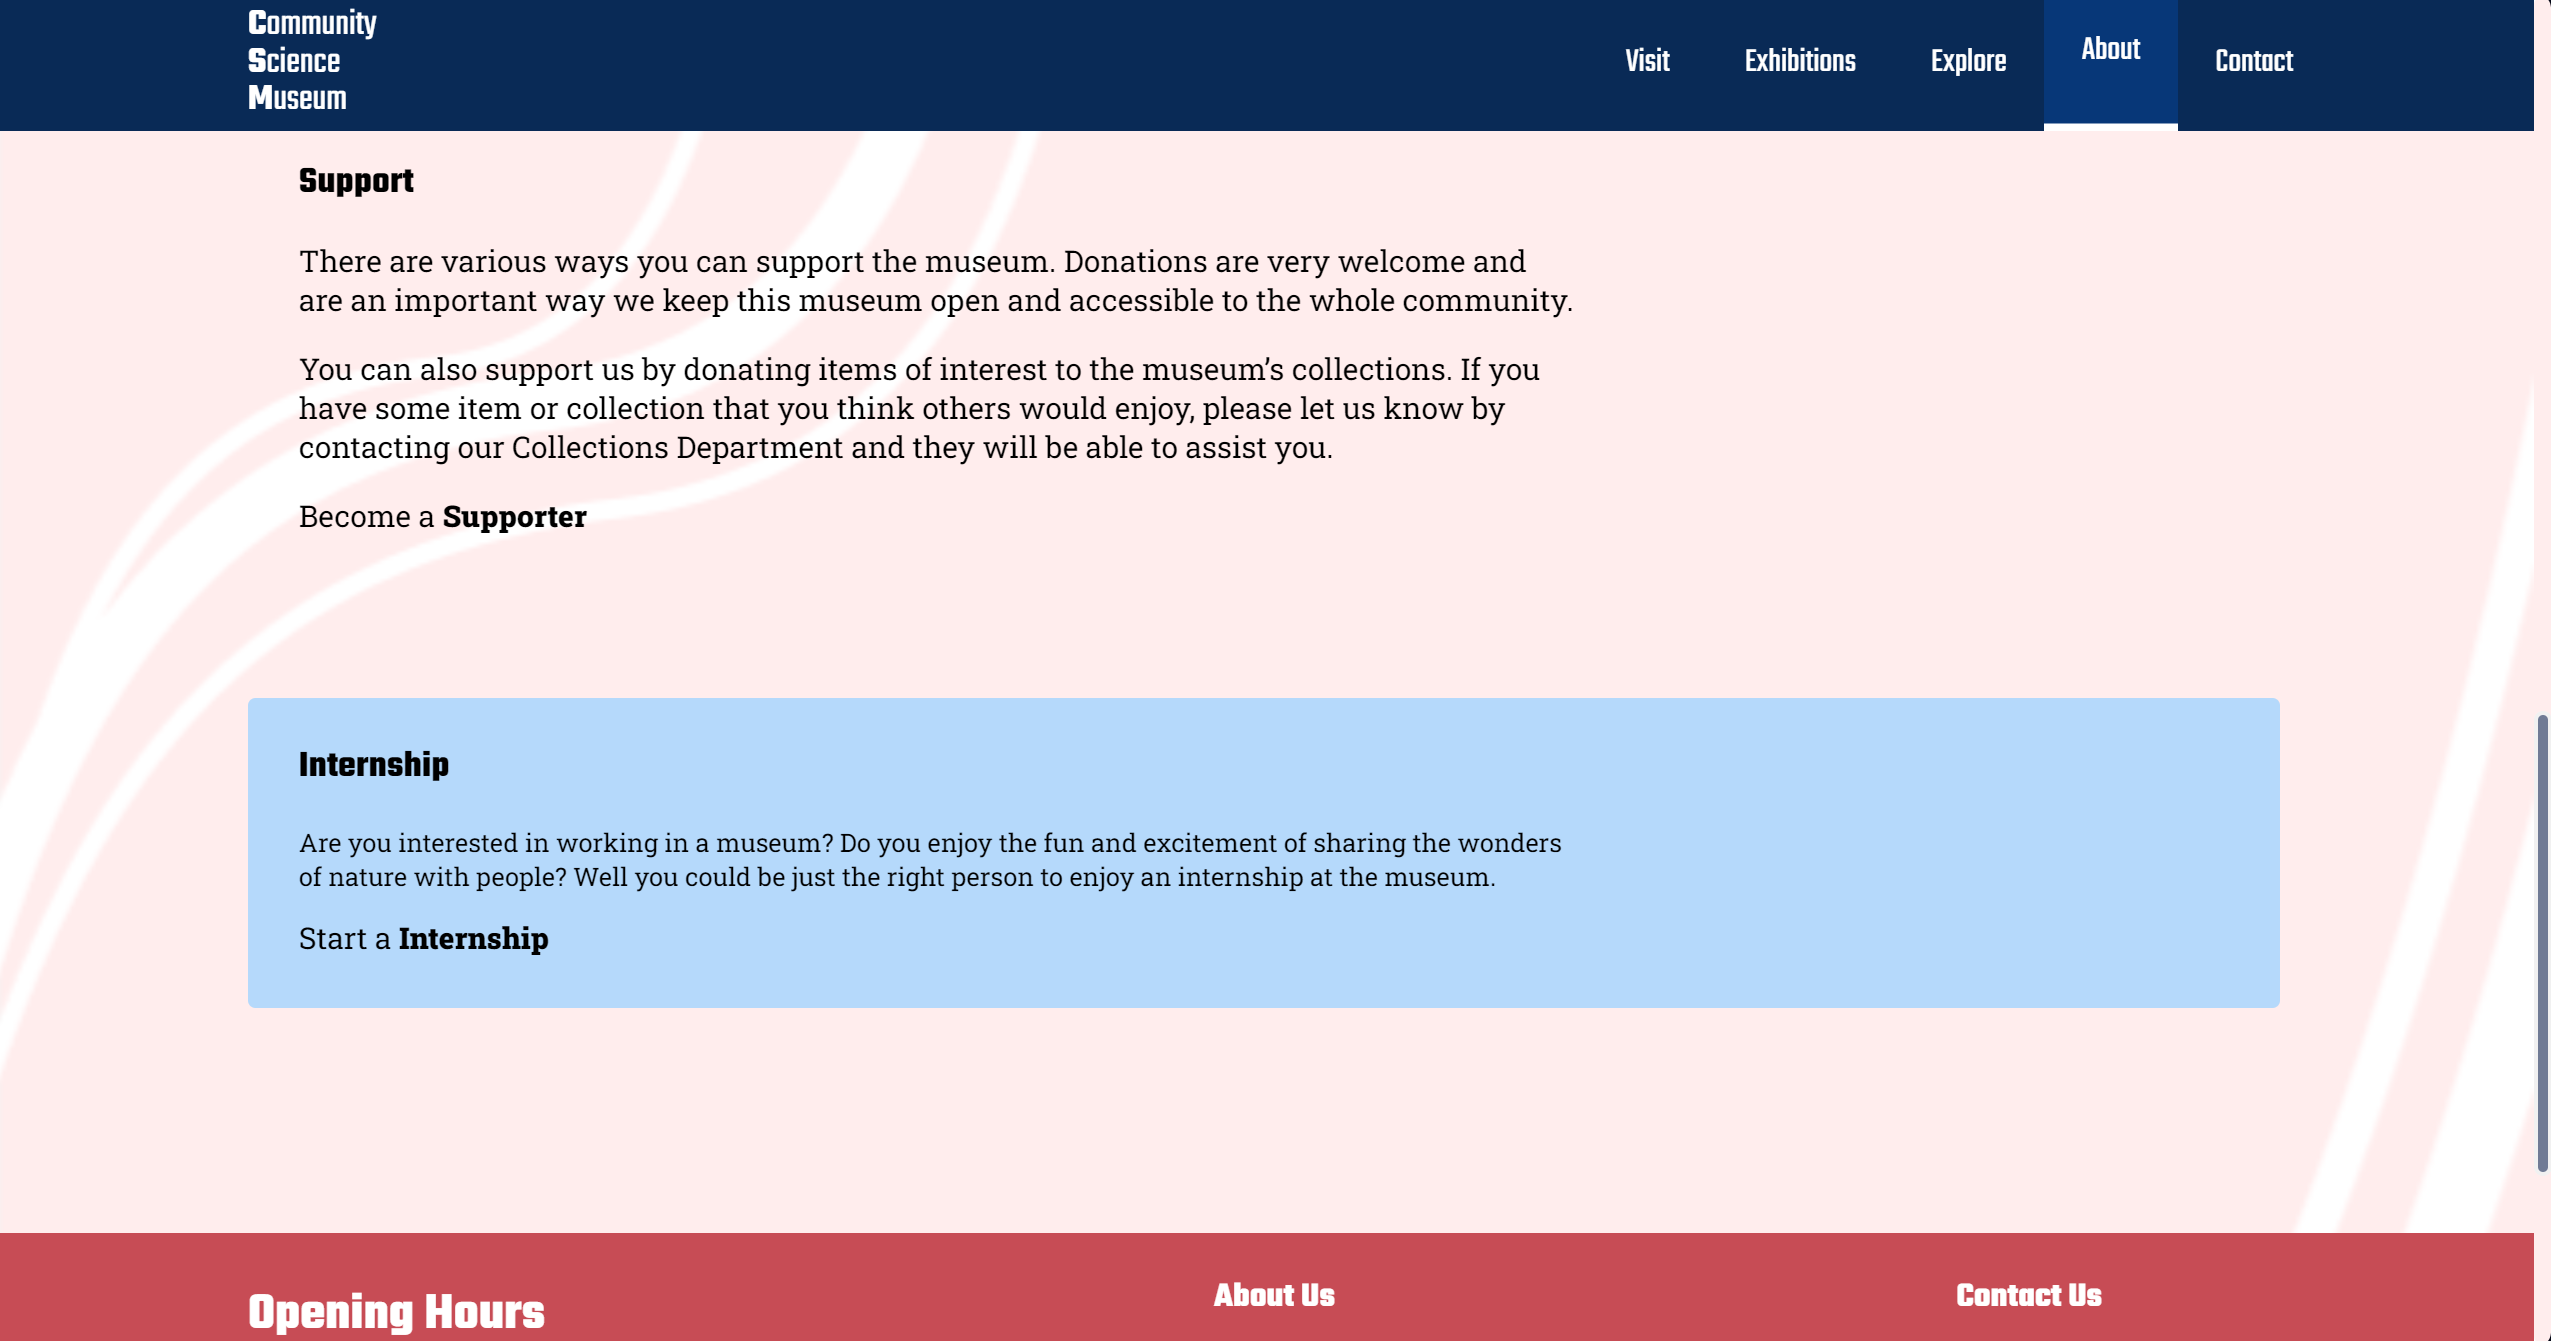 Community
Science
Museum
Visit
Exhibitions
Explore
About
Contact
Support
There are various ways you can support the museum. Donations are very welcome and
are an important way we keep this museum open and accessible to the whole community.
You can also support us by donating items of interest to the museum’s collections. If you
have some item or collection that you think others would enjoy, please let us know by
contacting our Collections Department and they will be able to assist you.
Become a Supporter
Internship
Are you interested in working in a museum? Do you enjoy the fun and excitement of sharing the wonders
of nature with people? Well you could be just the right person to enjoy an internship at the museum.
Start a Internship
Opening Hours
About Us
Contact Us